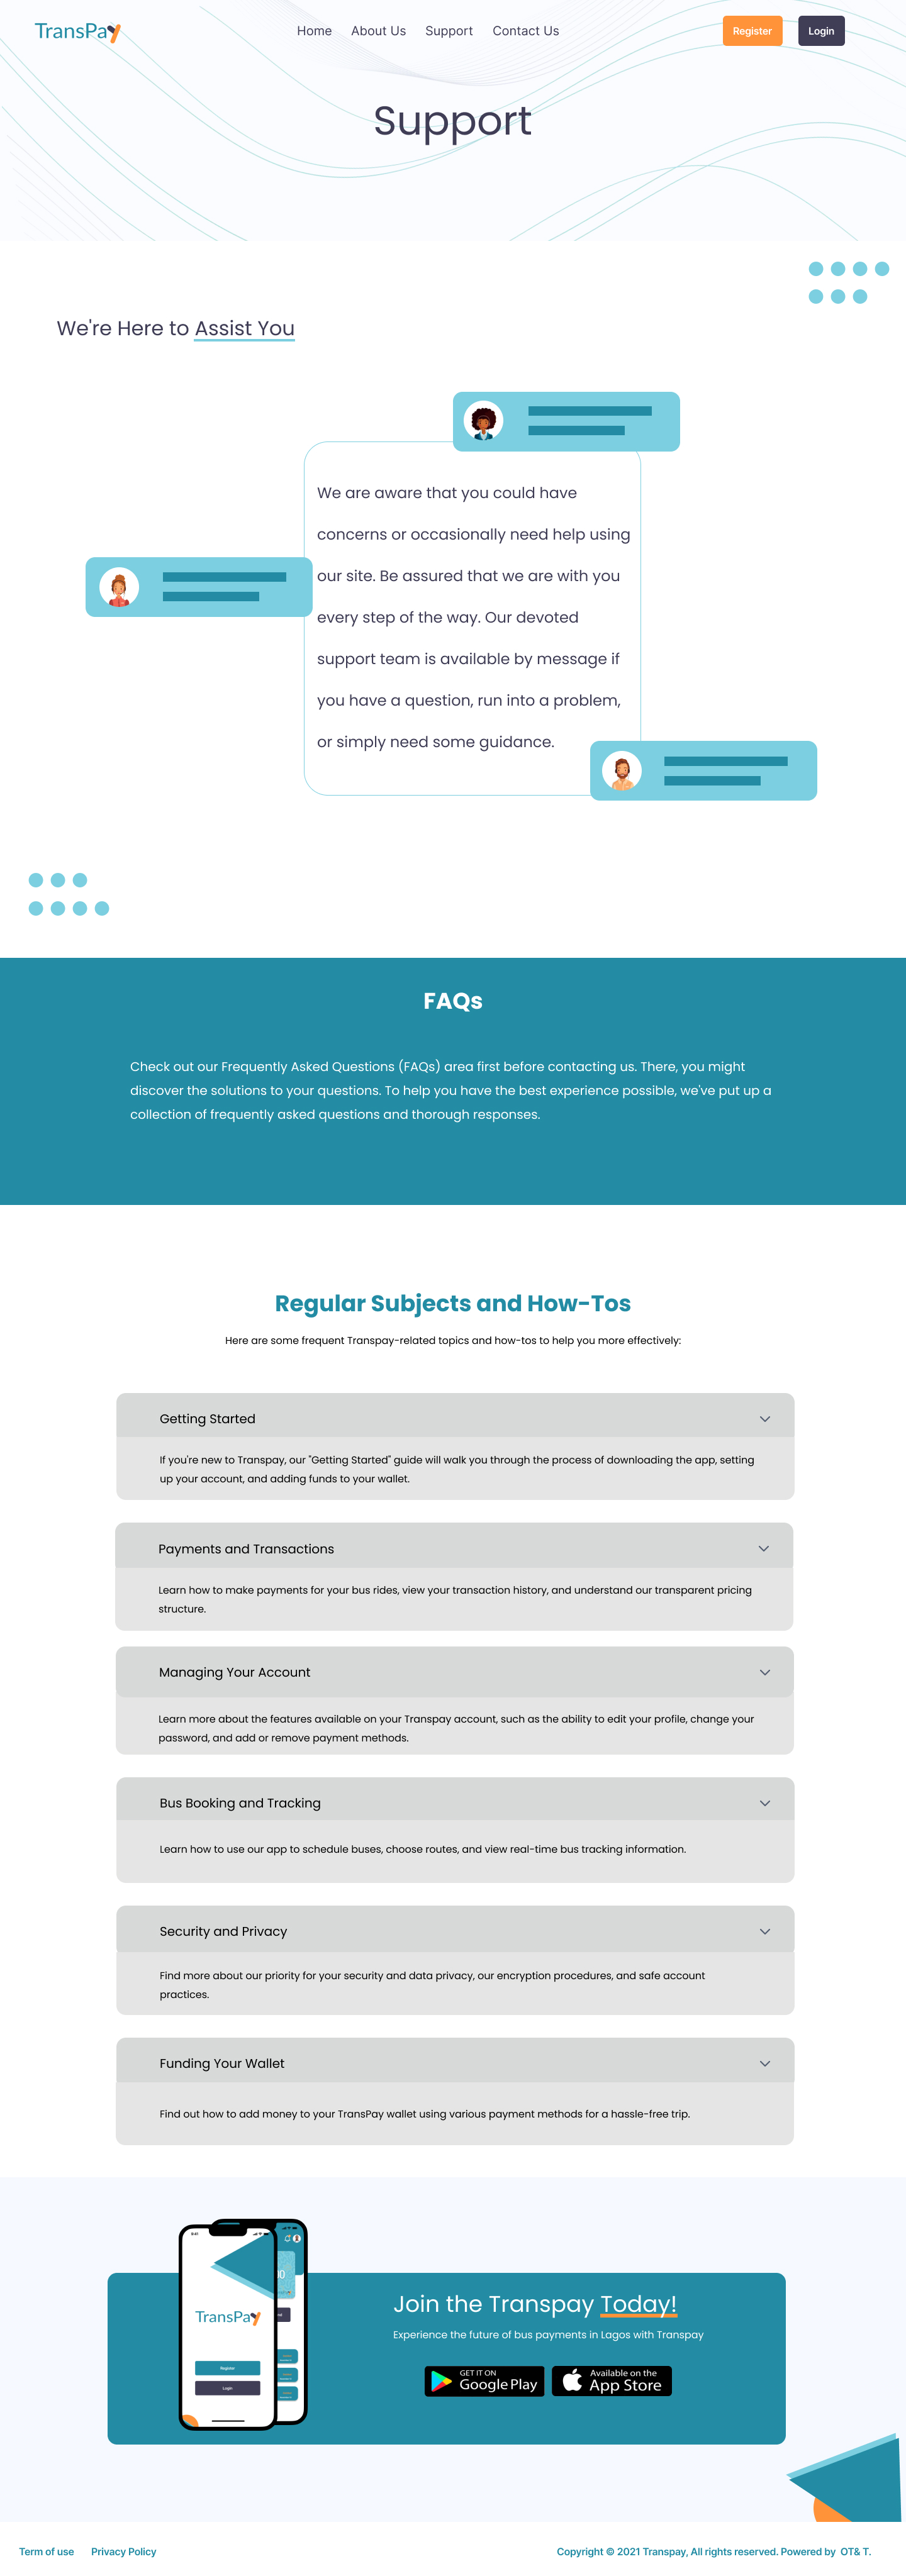 TransPay
Home About Us Support Contact Us
Register Login
Support
We're Here to Assist You
We are aware that you could have
concerns or occasionally need help using
our site. Be assured that we are with you
every step of the way. Our devoted
support team is available by message if
you have a question, run into a problem,
or simply need some guidance.
FAQs
Check out our Frequently Asked Questions (FAQs) area first before contacting us. There, you might
discover the solutions to your questions. To help you have the best experience possible, we've put up a
collection of frequently asked questions and thorough responses.
Regular Subjects and How-Tos
Here are some frequent Transpay-related topics and how-tos to help you more effectively:
Getting Started
If you're new to Transpay, our "Getting Started" guide will walk you through the process of downloading the app, setting
up your account, and adding funds to your wallet.
Payments and Transactions
Learn how to make payments for your bus rides, view your transaction history, and understand our transparent pricing
structure.
Managing Your Account
Learn more about the features available on your Transpay account, such as the ability to edit your profile, change your
password, and add or remove payment methods.
Bus Booking and Tracking
Learn how to use our app to schedule buses, choose routes, and view real-time bus tracking information.
Security and Privacy
Find more about our priority for your security and data privacy, our encryption procedures, and safe account
practices.
Funding Your Wallet
Find out how to add money to your TransPay wallet using various payment methods for a hassle-free trip.
TransPay
Register
Login
Join the Transpay Today!
Experience the future of bus payments in Lagos with Transpay
GET IT ON
Google Play
Available on the
App Store
Term of use Privacy Policy
Copyright © 2021 Transpay, All rights reserved. Powered by OT& T.